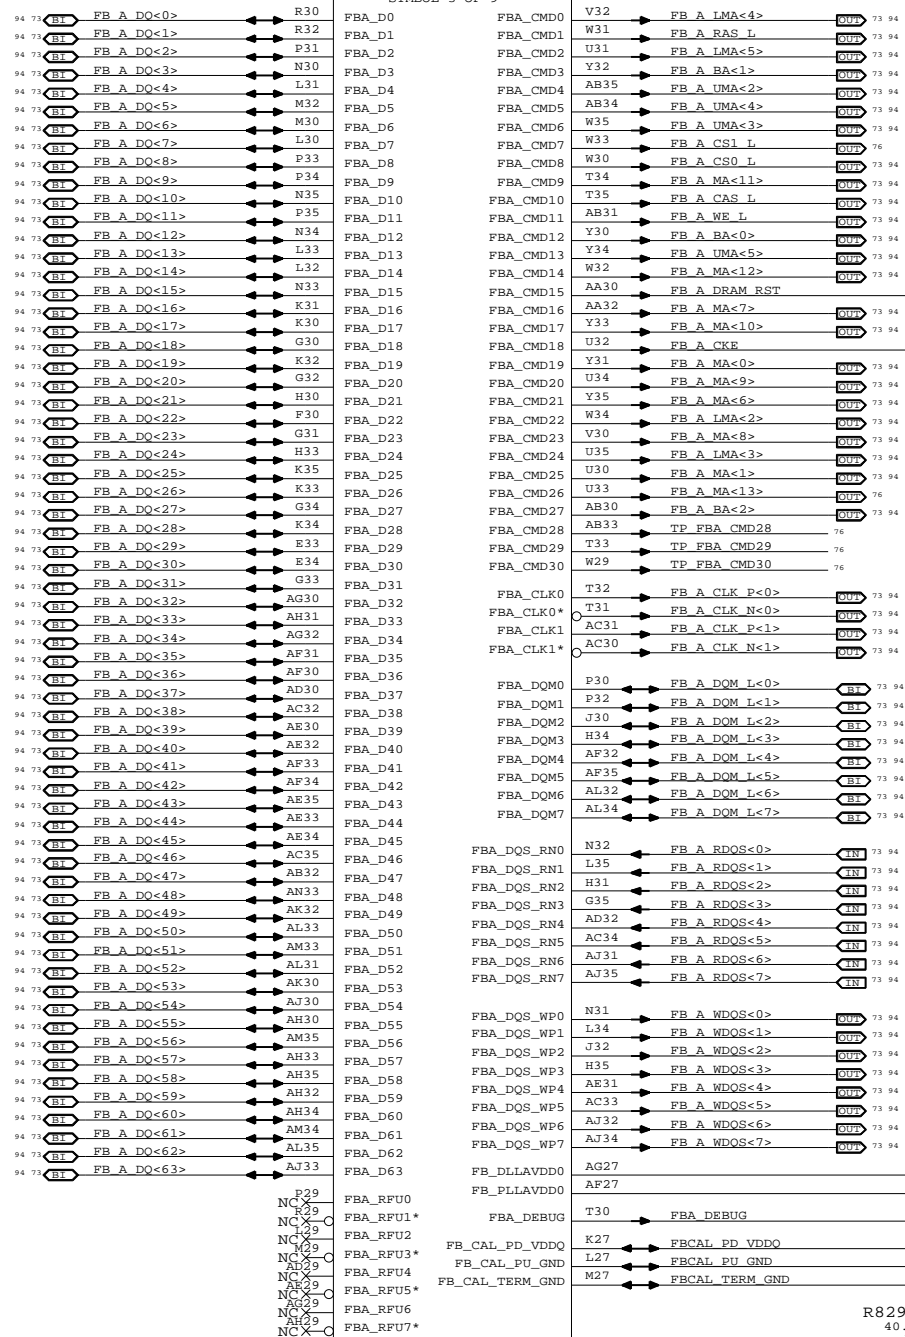 94 73 BI FB_A_DQ<0> R30 FBA_D0
94 73 BI FB_A_DQ<1> R32 FBA_D1
94 73 BI FB_A_DQ<2> P31 FBA_D2
94 73 BI FB_A_DQ<3> N30 FBA_D3
94 73 BI FB_A_DQ<4> L31 FBA_D4
94 73 BI FB_A_DQ<5> M32 FBA_D5
94 73 BI FB_A_DQ<6> M30 FBA_D6
94 73 BI FB_A_DQ<7> L30 FBA_D7
94 73 BI FB_A_DQ<8> P33 FBA_D8
94 73 BI FB_A_DQ<9> P34 FBA_D9
94 73 BI FB_A_DQ<10> N35 FBA_D10
94 73 BI FB_A_DQ<11> P35 FBA_D11
94 73 BI FB_A_DQ<12> N34 FBA_D12
94 73 BI FB_A_DQ<13> L33 FBA_D13
94 73 BI FB_A_DQ<14> L32 FBA_D14
94 73 BI FB_A_DQ<15> N33 FBA_D15
94 73 BI FB_A_DQ<16> K31 FBA_D16
94 73 BI FB_A_DQ<17> K30 FBA_D17
94 73 BI FB_A_DQ<18> G30 FBA_D18
94 73 BI FB_A_DQ<19> K32 FBA_D19
94 73 BI FB_A_DQ<20> G32 FBA_D20
94 73 BI FB_A_DQ<21> H30 FBA_D21
94 73 BI FB_A_DQ<22> F30 FBA_D22
94 73 BI FB_A_DQ<23> G31 FBA_D23
94 73 BI FB_A_DQ<24> H33 FBA_D24
94 73 BI FB_A_DQ<25> K35 FBA_D25
94 73 BI FB_A_DQ<26> K33 FBA_D26
94 73 BI FB_A_DQ<27> G34 FBA_D27
94 73 BI FB_A_DQ<28> K34 FBA_D28
94 73 BI FB_A_DQ<29> E33 FBA_D29
94 73 BI FB_A_DQ<30> E34 FBA_D30
94 73 BI FB_A_DQ<31> G33 FBA_D31
94 73 BI FB_A_DQ<32> AG30 FBA_D32
94 73 BI FB_A_DQ<33> AH31 FBA_D33
94 73 BI FB_A_DQ<34> AG32 FBA_D34
94 73 BI FB_A_DQ<35> AF31 FBA_D35
94 73 BI FB_A_DQ<36> AF30 FBA_D36
94 73 BI FB_A_DQ<37> AD30 FBA_D37
94 73 BI FB_A_DQ<38> AC32 FBA_D38
94 73 BI FB_A_DQ<39> AE30 FBA_D39
94 73 BI FB_A_DQ<40> AE32 FBA_D40
94 73 BI FB_A_DQ<41> AF33 FBA_D41
94 73 BI FB_A_DQ<42> AF34 FBA_D42
94 73 BI FB_A_DQ<43> AE35 FBA_D43
94 73 BI FB_A_DQ<44> AE33 FBA_D44
94 73 BI FB_A_DQ<45> AE34 FBA_D45
94 73 BI FB_A_DQ<46> AC35 FBA_D46
94 73 BI FB_A_DQ<47> AB32 FBA_D47
94 73 BI FB_A_DQ<48> AN33 FBA_D48
94 73 BI FB_A_DQ<49> AK32 FBA_D49
94 73 BI FB_A_DQ<50> AL33 FBA_D50
94 73 BI FB_A_DQ<51> AM33 FBA_D51
94 73 BI FB_A_DQ<52> AL31 FBA_D52
94 73 BI FB_A_DQ<53> AK30 FBA_D53
94 73 BI FB_A_DQ<54> AJ30 FBA_D54
94 73 BI FB_A_DQ<55> AH30 FBA_D55
94 73 BI FB_A_DQ<56> AM35 FBA_D56
94 73 BI FB_A_DQ<57> AH33 FBA_D57
94 73 BI FB_A_DQ<58> AH35 FBA_D58
94 73 BI FB_A_DQ<59> AH32 FBA_D59
94 73 BI FB_A_DQ<60> AH34 FBA_D60
94 73 BI FB_A_DQ<61> AM34 FBA_D61
94 73 BI FB_A_DQ<62> AL35 FBA_D62
94 73 BI FB_A_DQ<63> AJ33 FBA_D63
NC P29 FBA_RFU0
NC R29 FBA_RFU1*
NC L29 FBA_RFU2
NC M29 FBA_RFU3*
NC AD29 FBA_RFU4
NC AE29 FBA_RFU5*
NC AG29 FBA_RFU6
NC AH29 FBA_RFU7*
FBA_CMD0 V32 FB_A_LMA<4> OUT 73 94
FBA_CMD1 W31 FB_A_RAS_L OUT 73 94
FBA_CMD2 U31 FB_A_LMA<5> OUT 73 94
FBA_CMD3 Y32 FB_A_BA<1> OUT 73 94
FBA_CMD4 AB35 FB_A_UMA<2> OUT 73 94
FBA_CMD5 AB34 FB_A_UMA<4> OUT 73 94
FBA_CMD6 W35 FB_A_UMA<3> OUT 73 94
FBA_CMD7 W33 FB_A_CS1_L OUT 76
FBA_CMD8 W30 FB_A_CS0_L OUT 73 94
FBA_CMD9 T34 FB_A_MA<11> OUT 73 94
FBA_CMD10 T35 FB_A_CAS_L OUT 73 94
FBA_CMD11 AB31 FB_A_WE_L OUT 73 94
FBA_CMD12 Y30 FB_A_BA<0> OUT 73 94
FBA_CMD13 Y34 FB_A_UMA<5> OUT 73 94
FBA_CMD14 W32 FB_A_MA<12> OUT 73 94
FBA_CMD15 AA30 FB_A_DRAM_RST
FBA_CMD16 AA32 FB_A_MA<7> OUT 73 94
FBA_CMD17 Y33 FB_A_MA<10> OUT 73 94
FBA_CMD18 U32 FB_A_CKE
FBA_CMD19 Y31 FB_A_MA<0> OUT 73 94
FBA_CMD20 U34 FB_A_MA<9> OUT 73 94
FBA_CMD21 Y35 FB_A_MA<6> OUT 73 94
FBA_CMD22 W34 FB_A_LMA<2> OUT 73 94
FBA_CMD23 V30 FB_A_MA<8> OUT 73 94
FBA_CMD24 U35 FB_A_LMA<3> OUT 73 94
FBA_CMD25 U30 FB_A_MA<1> OUT 73 94
FBA_CMD26 U33 FB_A_MA<13> OUT 76
FBA_CMD27 AB30 FB_A_BA<2> OUT 73 94
FBA_CMD28 AB33 TP_FBA_CMD28 76
FBA_CMD29 T33 TP_FBA_CMD29 76
FBA_CMD30 W29 TP_FBA_CMD30 76
FBA_CLK0 T32 FB_A_CLK_P<0> OUT 73 94
FBA_CLK0* T31 FB_A_CLK_N<0> OUT 73 94
FBA_CLK1 AC31 FB_A_CLK_P<1> OUT 73 94
FBA_CLK1* AC30 FB_A_CLK_N<1> OUT 73 94
FBA_DQM0 P30 FB_A_DQM_L<0> BI 73 94
FBA_DQM1 P32 FB_A_DQM_L<1> BI 73 94
FBA_DQM2 J30 FB_A_DQM_L<2> BI 73 94
FBA_DQM3 H34 FB_A_DQM_L<3> BI 73 94
FBA_DQM4 AF32 FB_A_DQM_L<4> BI 73 94
FBA_DQM5 AF35 FB_A_DQM_L<5> BI 73 94
FBA_DQM6 AL32 FB_A_DQM_L<6> BI 73 94
FBA_DQM7 AL34 FB_A_DQM_L<7> BI 73 94
FBA_DQS_RN0 N32 FB_A_RDQS<0> IN 73 94
FBA_DQS_RN1 L35 FB_A_RDQS<1> IN 73 94
FBA_DQS_RN2 H31 FB_A_RDQS<2> IN 73 94
FBA_DQS_RN3 G35 FB_A_RDQS<3> IN 73 94
FBA_DQS_RN4 AD32 FB_A_RDQS<4> IN 73 94
FBA_DQS_RN5 AC34 FB_A_RDQS<5> IN 73 94
FBA_DQS_RN6 AJ31 FB_A_RDQS<6> IN 73 94
FBA_DQS_RN7 AJ35 FB_A_RDQS<7> IN 73 94
FBA_DQS_WP0 N31 FB_A_WDQS<0> OUT 73 94
FBA_DQS_WP1 L34 FB_A_WDQS<1> OUT 73 94
FBA_DQS_WP2 J32 FB_A_WDQS<2> OUT 73 94
FBA_DQS_WP3 H35 FB_A_WDQS<3> OUT 73 94
FBA_DQS_WP4 AE31 FB_A_WDQS<4> OUT 73 94
FBA_DQS_WP5 AC33 FB_A_WDQS<5> OUT 73 94
FBA_DQS_WP6 AJ32 FB_A_WDQS<6> OUT 73 94
FBA_DQS_WP7 AJ34 FB_A_WDQS<7> OUT 73 94
FB_DLLAVDD0 AG27
FB_PLLAVDD0 AF27
FBA_DEBUG T30 FBA_DEBUG
FB_CAL_PD_VDDQ K27 FBCAL_PD_VDDQ
FB_CAL_PU_GND L27 FBCAL_PU_GND
FB_CAL_TERM_GND M27 FBCAL_TERM_GND
R829
40.